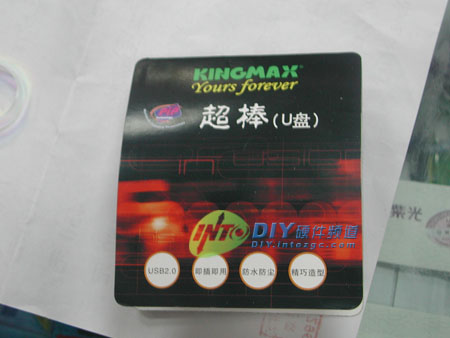 KINGMAX
Yours forever
超棒(U盘)
INTO DIY硬件频道
DIY.intozgc.com
USB2.0
即插即用
防水防尘
精巧造型
紫光